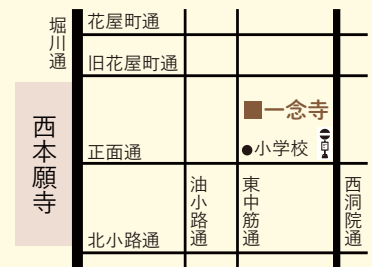 堀川通
花屋町通
旧花屋町通
西本願寺
■一念寺
●小学校
正面通
油小路通
東中筋通
西洞院通
北小路通